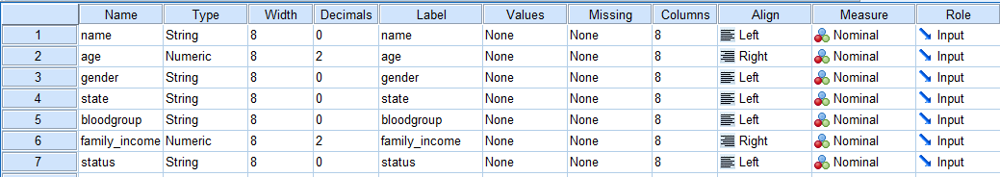 Name Type Width Decimals Label Values Missing Columns Align Measure Role
1 name String 8 0 name None None 8 Left Nominal Input
2 age Numeric 8 2 age None None 8 Right Nominal Input
3 gender String 8 0 gender None None 8 Left Nominal Input
4 state String 8 0 state None None 8 Left Nominal Input
5 bloodgroup String 8 0 bloodgroup None None 8 Left Nominal Input
6 family_income Numeric 8 2 family_income None None 8 Right Nominal Input
7 status String 8 0 status None None 8 Left Nominal Input